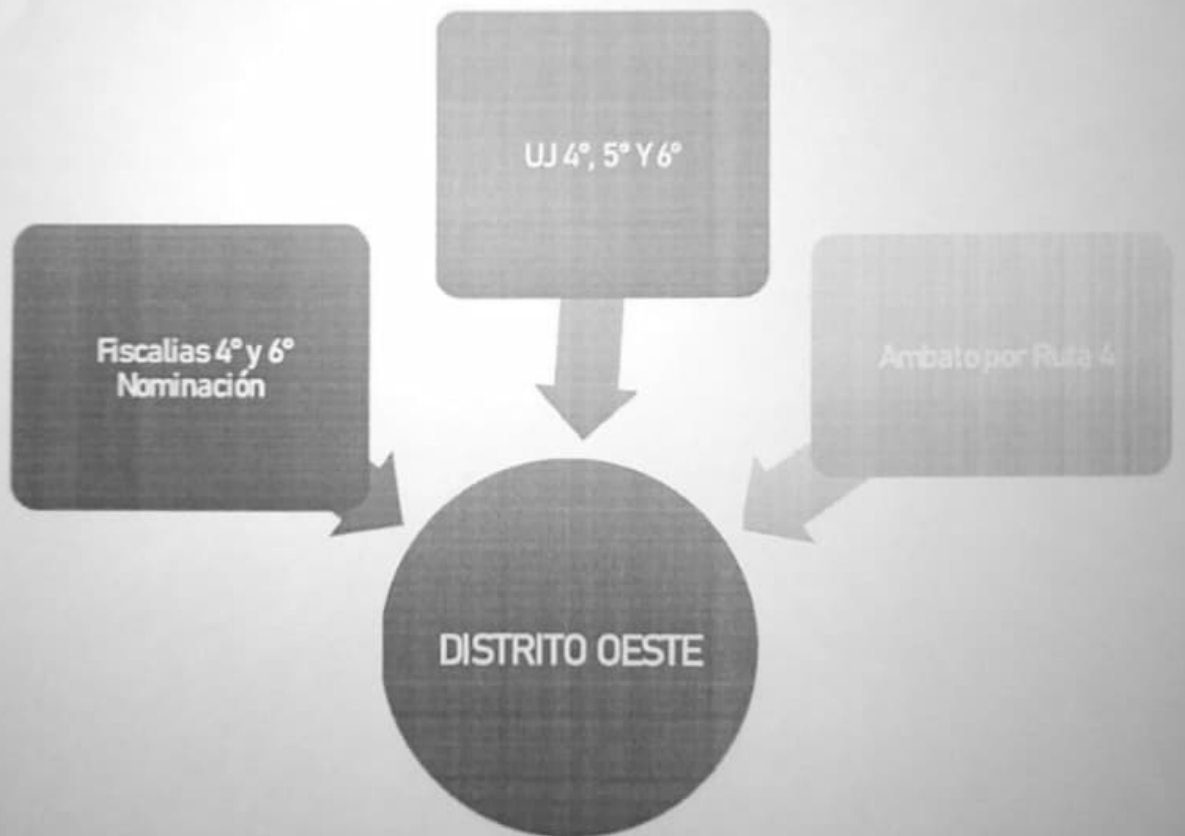 UJ 4°, 5° Y 6°
Fiscalias 4° y 6°
Nominación
Ambato por Ruta 4
DISTRITO OESTE